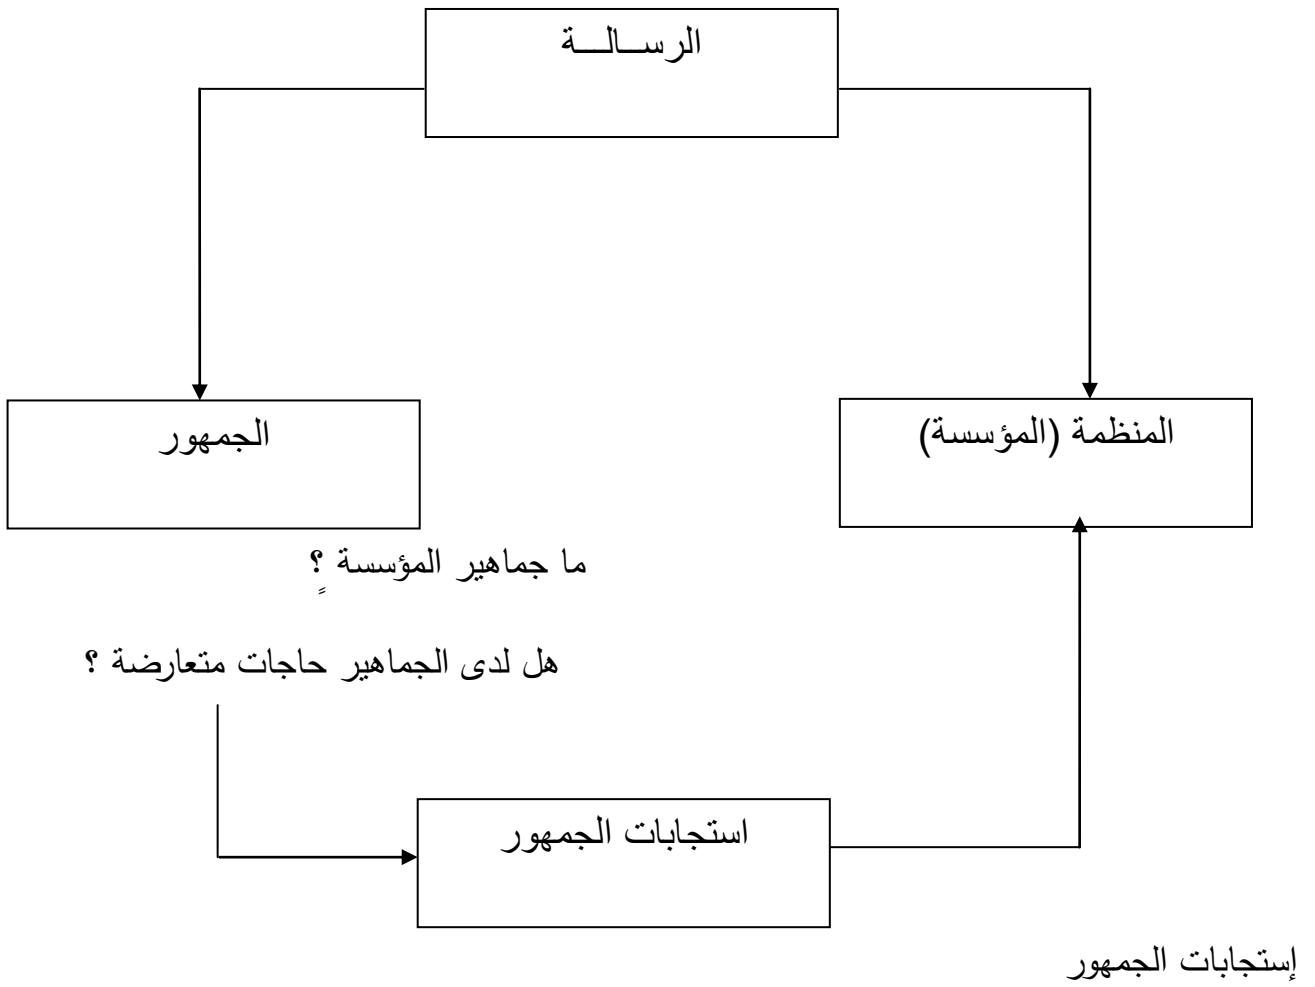 الرســالــة
المنظمة (المؤسسة)
الجمهور
ما جماهير المؤسسة ؟ٍ
هل لدى الجماهير حاجات متعارضة ؟
استجابات الجمهور
إستجابات الجمهور